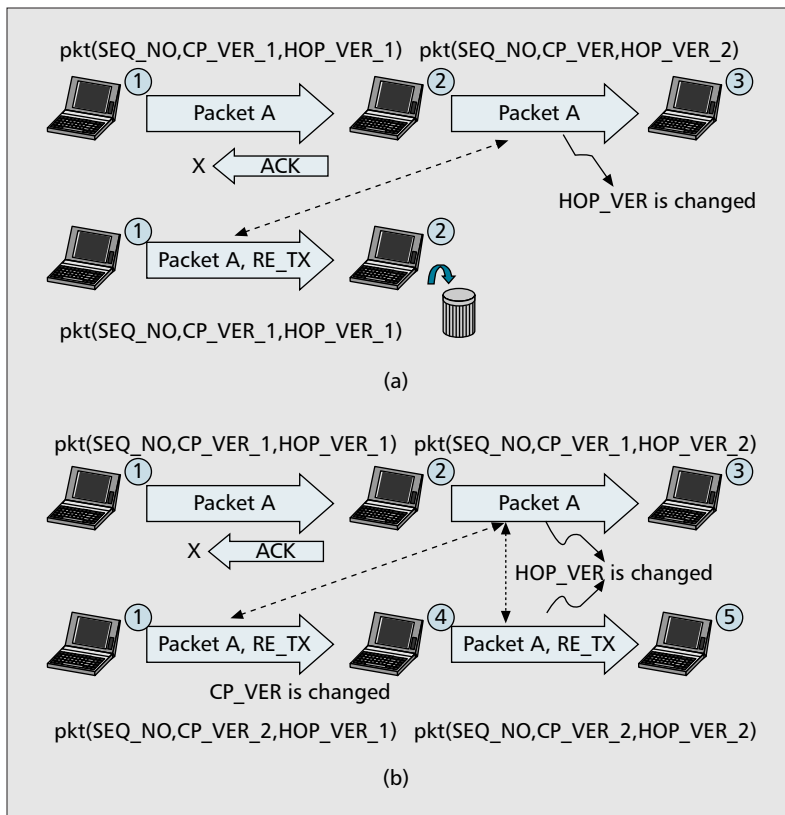 pkt(SEQ_NO,CP_VER_1,HOP_VER_1) pkt(SEQ_NO,CP_VER,HOP_VER_2)
1 2 3
Packet A Packet A
X ACK
HOP_VER is changed
1 2
Packet A, RE_TX
pkt(SEQ_NO,CP_VER_1,HOP_VER_1)
(a)
pkt(SEQ_NO,CP_VER_1,HOP_VER_1) pkt(SEQ_NO,CP_VER_1,HOP_VER_2)
1 2 3
Packet A Packet A
X ACK
HOP_VER is changed
1 4 5
Packet A, RE_TX Packet A, RE_TX
CP_VER is changed
pkt(SEQ_NO,CP_VER_2,HOP_VER_1) pkt(SEQ_NO,CP_VER_2,HOP_VER_2)
(b)